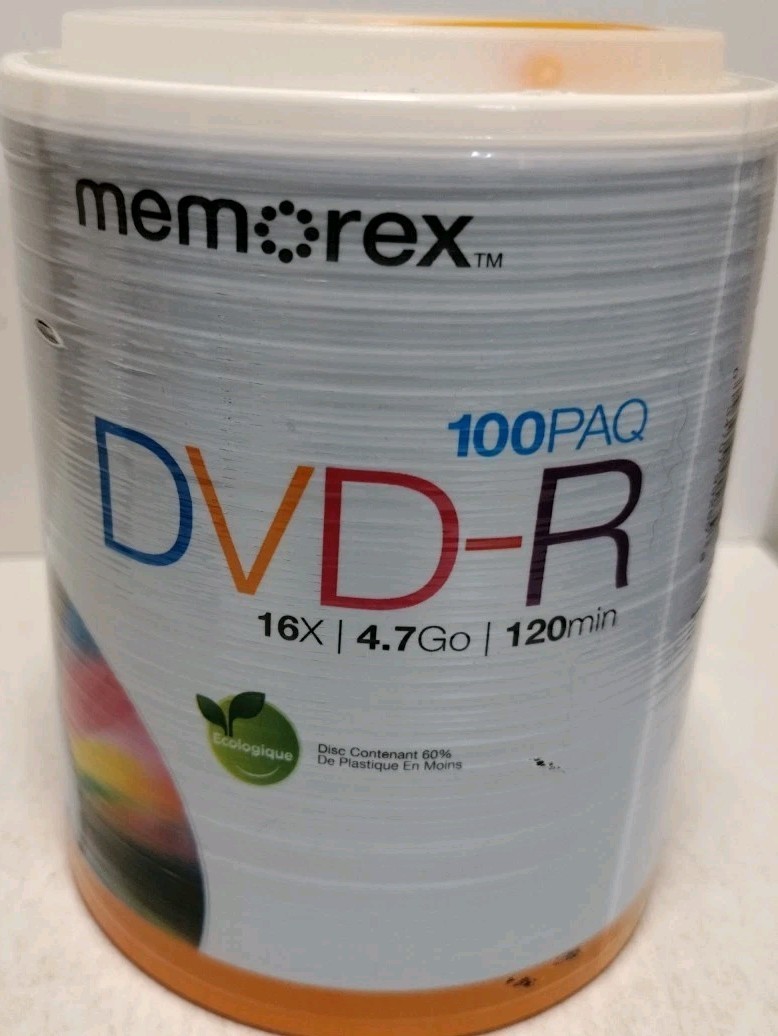 memorex™
100PAQ
DVD-R
16X | 4.7Go | 120min
Ecologique
Disc Contenant 60%
De Plastique En Moins